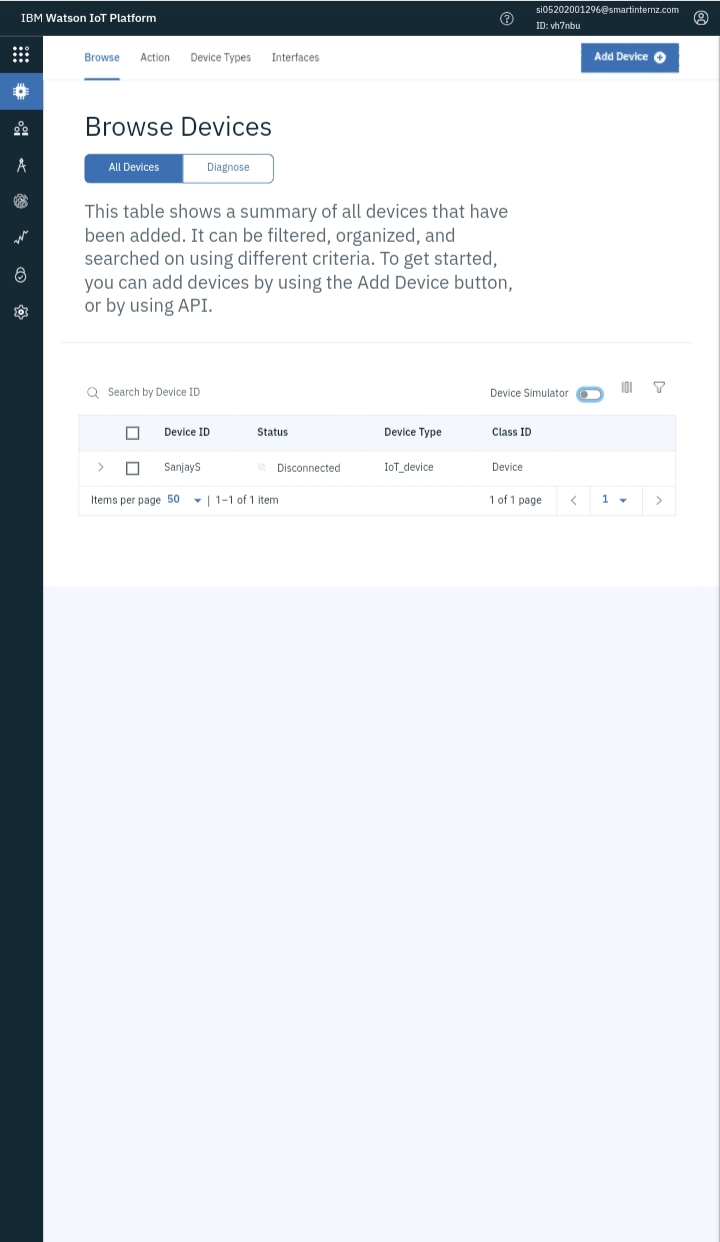 IBM Watson IoT Platform
si05202001296@smartinternz.com
ID: vh7nbu
Browse Action Device Types Interfaces
Add Device
Browse Devices
All Devices Diagnose
This table shows a summary of all devices that have
been added. It can be filtered, organized, and
searched on using different criteria. To get started,
you can add devices by using the Add Device button,
or by using API.
Search by Device ID
Device Simulator
Device ID Status Device Type Class ID
SanjayS Disconnected IoT_device Device
Items per page 50 | 1–1 of 1 item 1 of 1 page 1